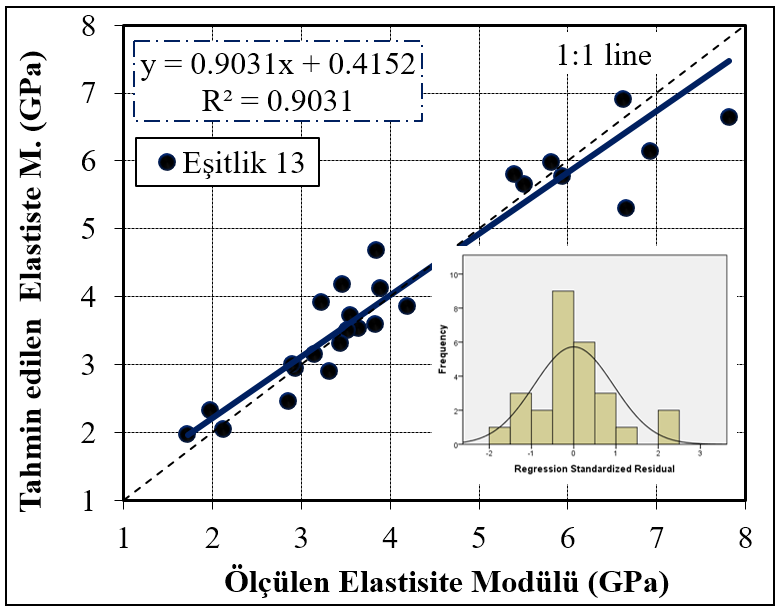 Tahmin edilen Elastiste M. (GPa)
8
7
6
5
4
3
2
1
y = 0.9031x + 0.4152
R² = 0.9031
1:1 line
Eşitlik 13
Frequency
10
8
6
4
2
0
-2 -1 0 1 2 3
Regression Standardized Residual
1 2 3 4 5 6 7 8
Ölçülen Elastisite Modülü (GPa)